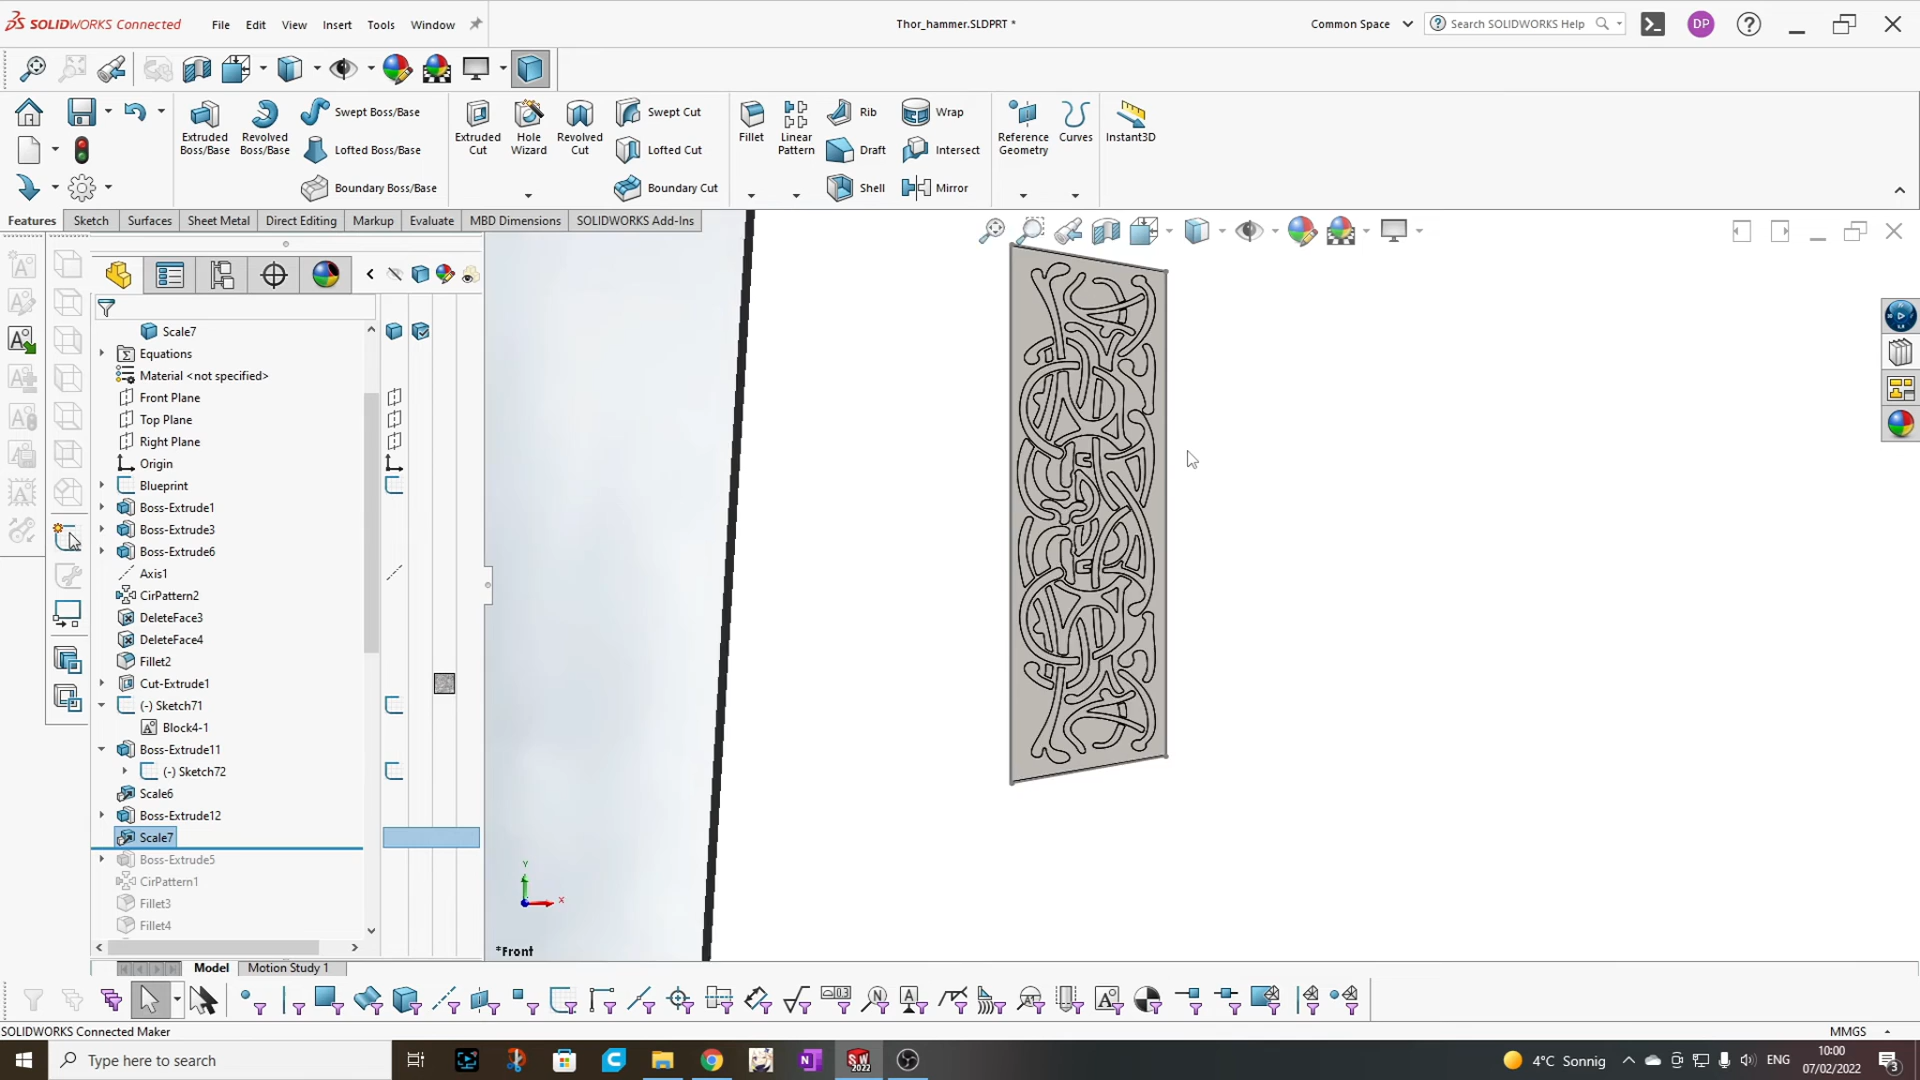 SOLIDWORKS Connected
File
Edit
View
Insert
Tools
Window
Thor_hammer.SLDPRT *
Common Space
Search SOLIDWORKS Help
DP
Extruded Boss/Base
Revolved Boss/Base
Swept Boss/Base
Lofted Boss/Base
Boundary Boss/Base
Extruded Cut
Hole Wizard
Revolved Cut
Swept Cut
Lofted Cut
Boundary Cut
Fillet
Linear Pattern
Rib
Draft
Shell
Wrap
Intersect
Mirror
Reference Geometry
Curves
Instant3D
Features
Sketch
Surfaces
Sheet Metal
Direct Editing
Markup
Evaluate
MBD Dimensions
SOLIDWORKS Add-Ins
Scale7
Equations
Material <not specified>
Front Plane
Top Plane
Right Plane
Origin
Blueprint
Boss-Extrude1
Boss-Extrude3
Boss-Extrude6
Axis1
CirPattern2
DeleteFace3
DeleteFace4
Fillet2
Cut-Extrude1
(-) Sketch71
Block4-1
Boss-Extrude11
(-) Sketch72
Scale6
Boss-Extrude12
Scale7
Boss-Extrude5
CirPattern1
Fillet3
Fillet4
Y
X
*Front
Model
Motion Study 1
SOLIDWORKS Connected Maker
MMGS
Type here to search
4°C Sonnig
ENG
10:00
07/02/2022
3